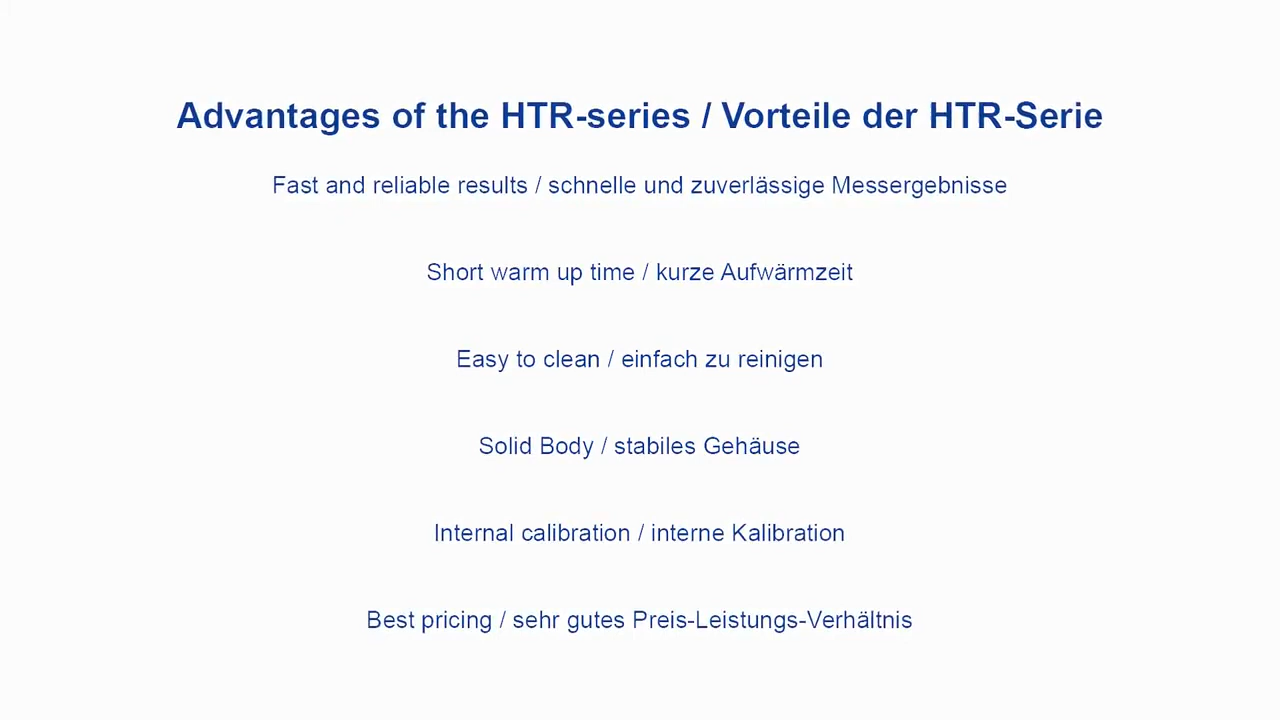 Advantages of the HTR-series / Vorteile der HTR-Serie
Fast and reliable results / schnelle und zuverlässige Messergebnisse
Short warm up time / kurze Aufwärmzeit
Easy to clean / einfach zu reinigen
Solid Body / stabiles Gehäuse
Internal calibration / interne Kalibration
Best pricing / sehr gutes Preis-Leistungs-Verhältnis